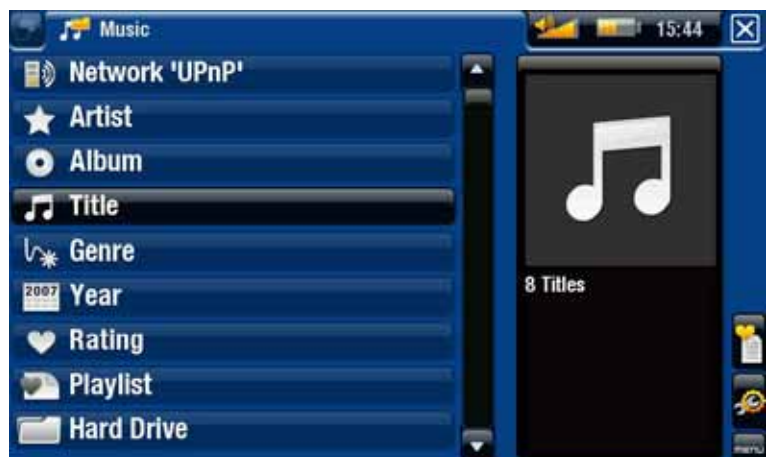 Music
15:44
Network 'UPnP'
Artist
Album
Title
Genre
2007 Year
Rating
Playlist
Hard Drive
8 Titles
menu